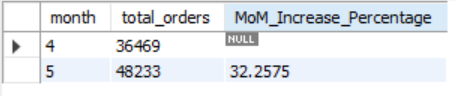 month total_orders MoM_Increase_Percentage
4 36469 NULL
5 48233 32.2575